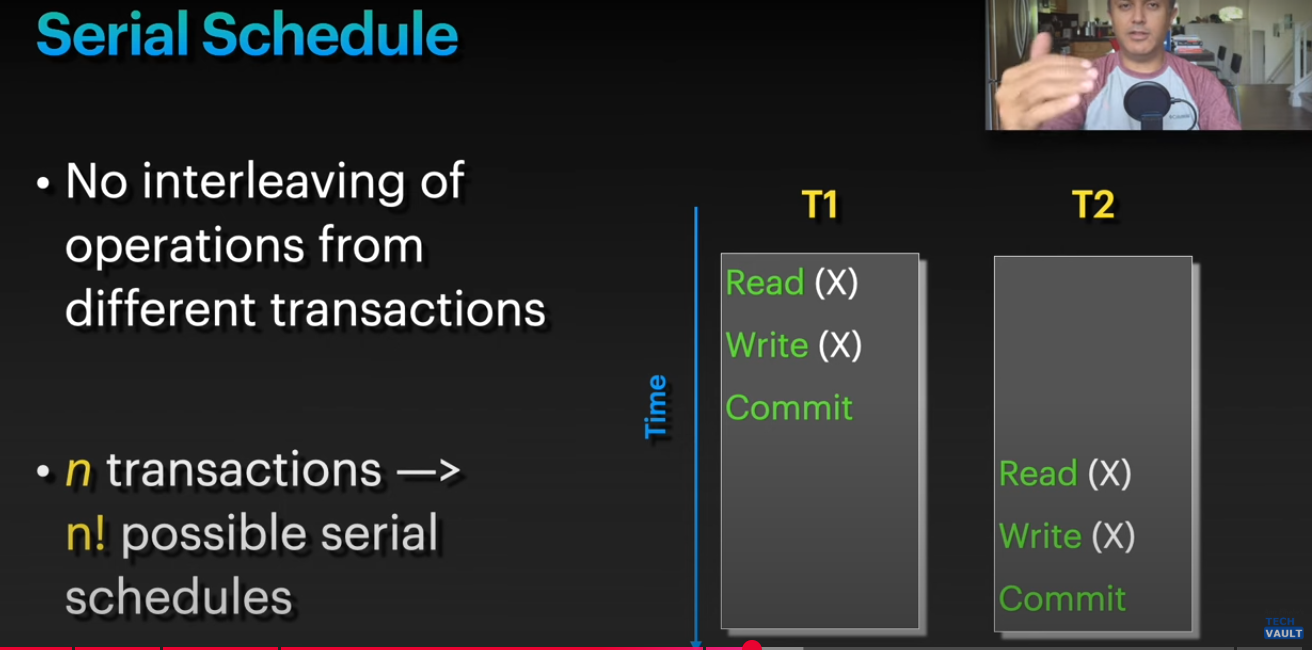 Serial Schedule
• No interleaving of
operations from
different transactions
• n transactions —>
n! possible serial
schedules
Time
T1
Read (X)
Write (X)
Commit
T2
Read (X)
Write (X)
Commit
TECH
VAULT